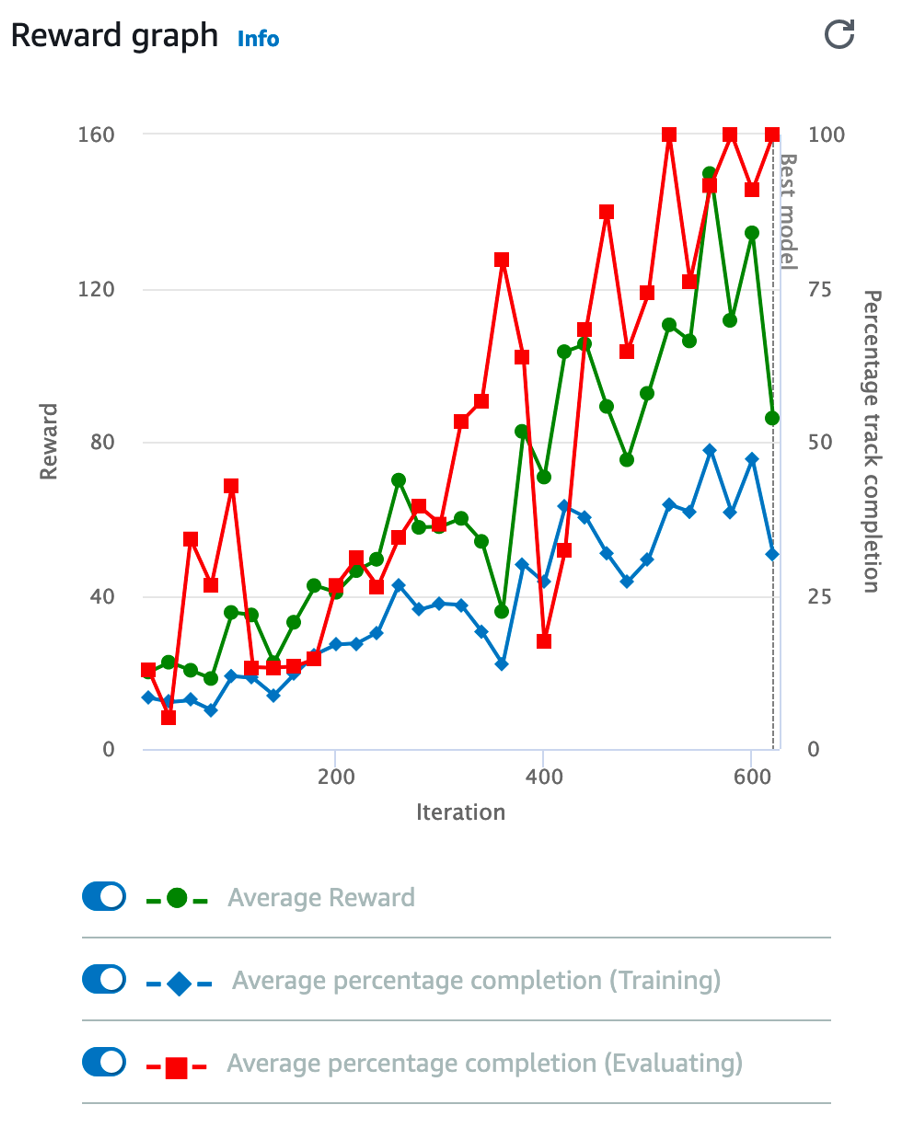 Reward graph Info
160
120
80
40
0
100
75
50
25
0
Reward
Percentage track completion
Best model
200 400 600
Iteration
Average Reward
Average percentage completion (Training)
Average percentage completion (Evaluating)